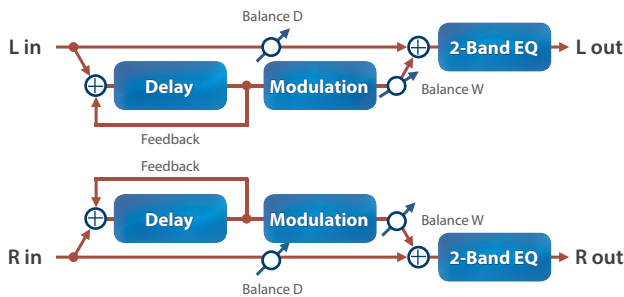 Balance D
L in
2-Band EQ
L out
Delay
Modulation
Balance W
Feedback
Feedback
Delay
Modulation
Balance W
R in
2-Band EQ
R out
Balance D